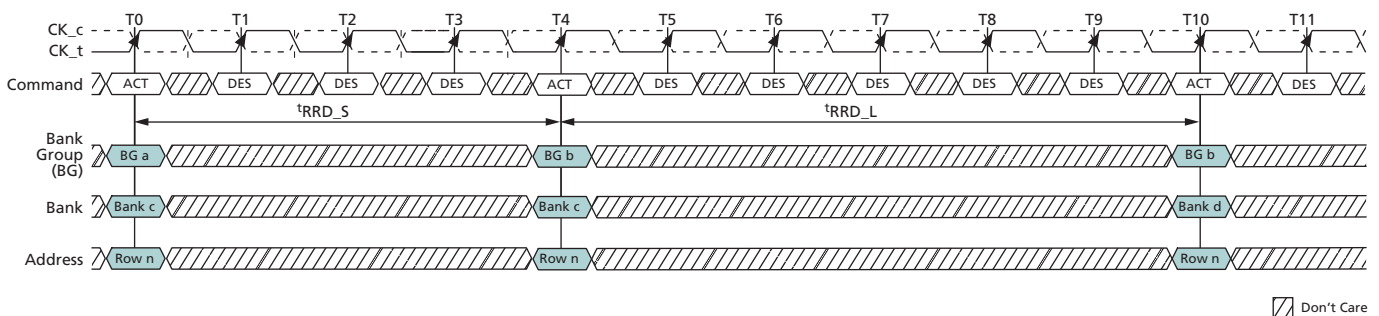 T0 T1 T2 T3 T4 T5 T6 T7 T8 T9 T10 T11
CK_c
CK_t
Command ACT DES DES DES ACT DES DES DES DES DES ACT DES
tRRD_S tRRD_L
Bank
Group
(BG)
BG a BG b BG b
Bank Bank c Bank c Bank d
Address Row n Row n Row n
Don't Care